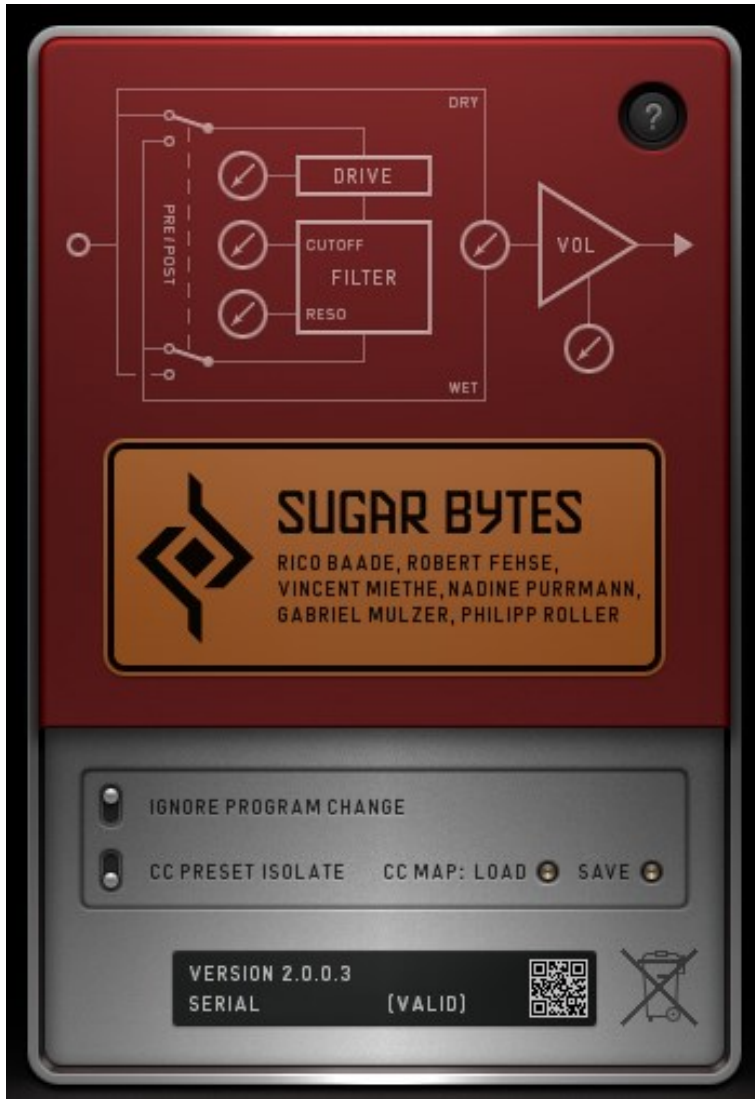 DRY
?
DRIVE
PRE/POST
CUTOFF
FILTER
RESO
VOL
WET
SUGAR BYTES
RICO BAADE, ROBERT FEHSE,
VINCENT MIETHE, NADINE PURRMANN,
GABRIEL MULZER, PHILIPP ROLLER
IGNORE PROGRAM CHANGE
CC PRESET ISOLATE CC MAP: LOAD SAVE
VERSION 2.0.0.3
SERIAL (VALID)